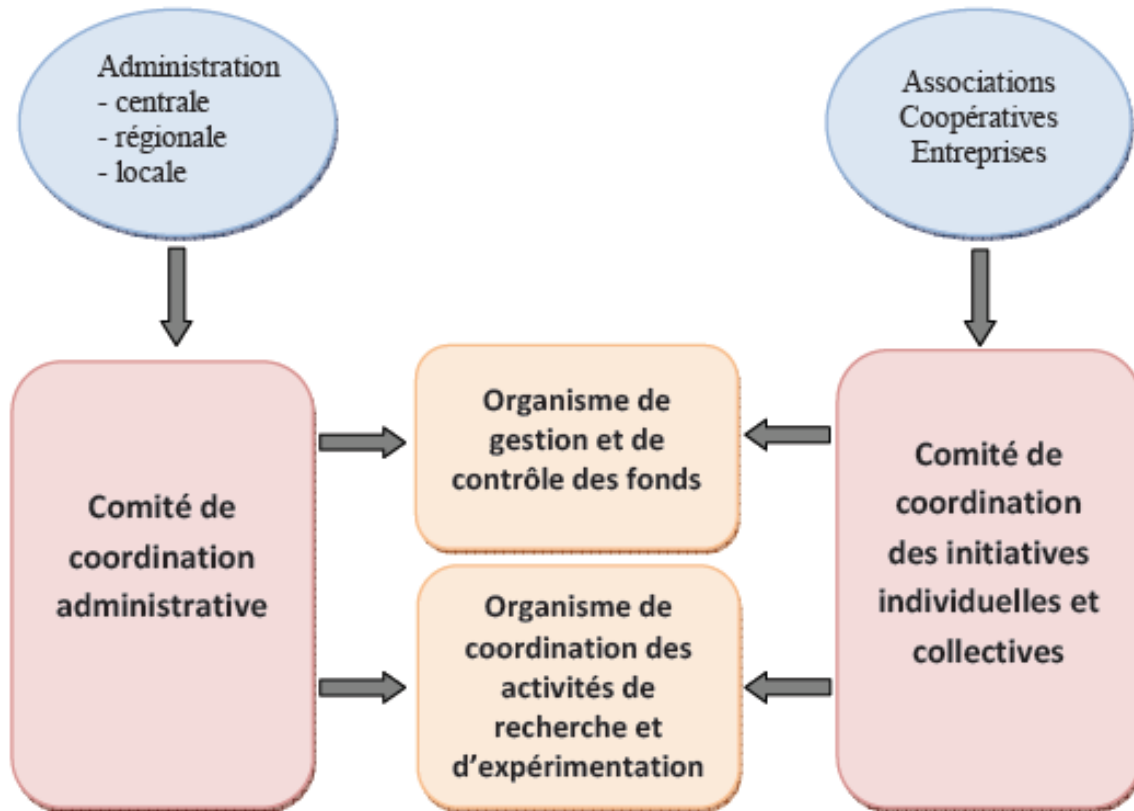 Administration
- centrale
- régionale
- locale
Associations
Coopératives
Entreprises
Comité de
coordination
administrative
Organisme de
gestion et de
contrôle des fonds
Organisme de
coordination des
activités de
recherche et
d’expérimentation
Comité de
coordination
des initiatives
individuelles et
collectives